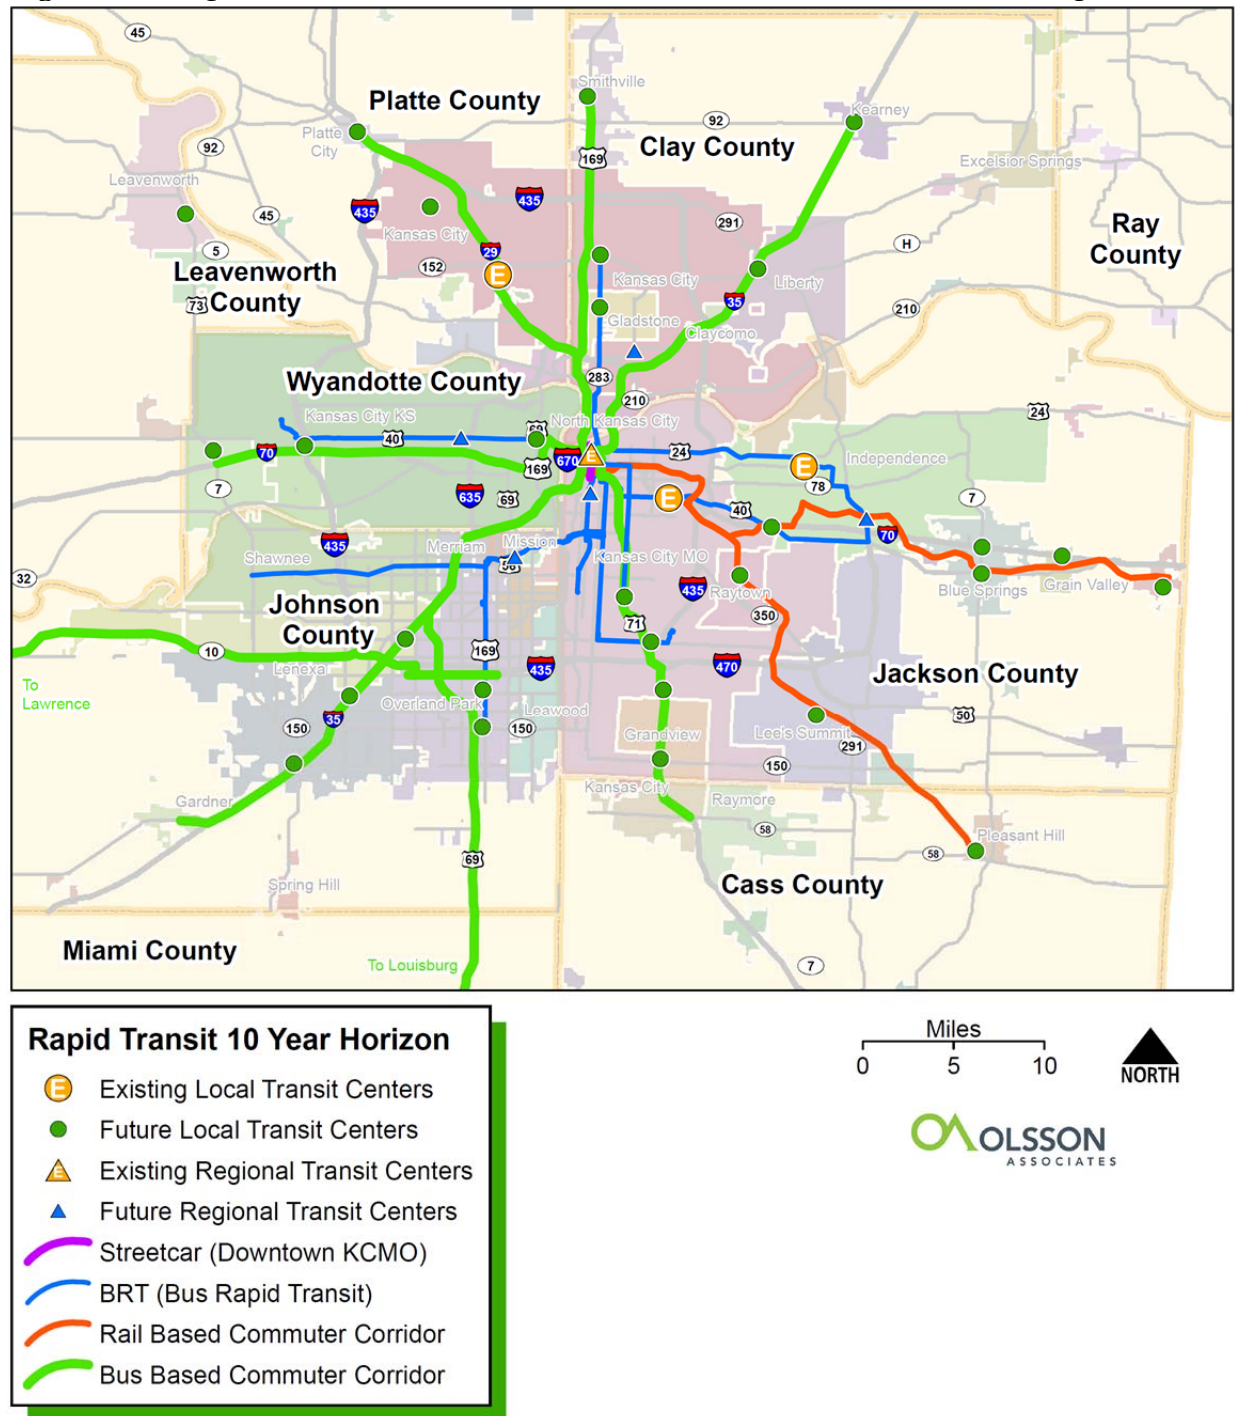 45
Smithville
Platte County
Kearney
92
Platte
City
169
Clay County
92
Excelsior Springs
Leavenworth
435
435
45
291
Ray
County
Kansas City
5
29
H
152
Leavenworth
County
Kansas City
Liberty
73
35
210
Gladstone
Claycomo
283
Wyandotte County
210
24
Kansas City KS
69
North Kansas City
40
70
24
670
E
Independence
169
E
7
78
635
69
E
7
40
70
435
Merriam
Mission
Shawnee
Kansas City MO
56
32
435
Raytown
Blue Springs
Grain Valley
Johnson
County
350
71
10
169
Lenexa
435
470
Jackson County
To
Lawrence
Overland Park
Leawood
35
50
150
150
Grandview
Lee's Summit
291
150
Kansas City
Gardner
Raymore
58
Pleasant Hill
69
58
Spring Hill
Cass County
Miami County
To Louisburg
7
Rapid Transit 10 Year Horizon
E Existing Local Transit Centers
Future Local Transit Centers
E Existing Regional Transit Centers
Future Regional Transit Centers
Streetcar (Downtown KCMO)
BRT (Bus Rapid Transit)
Rail Based Commuter Corridor
Bus Based Commuter Corridor
Miles
0 5 10
NORTH
OLSSON
ASSOCIATES